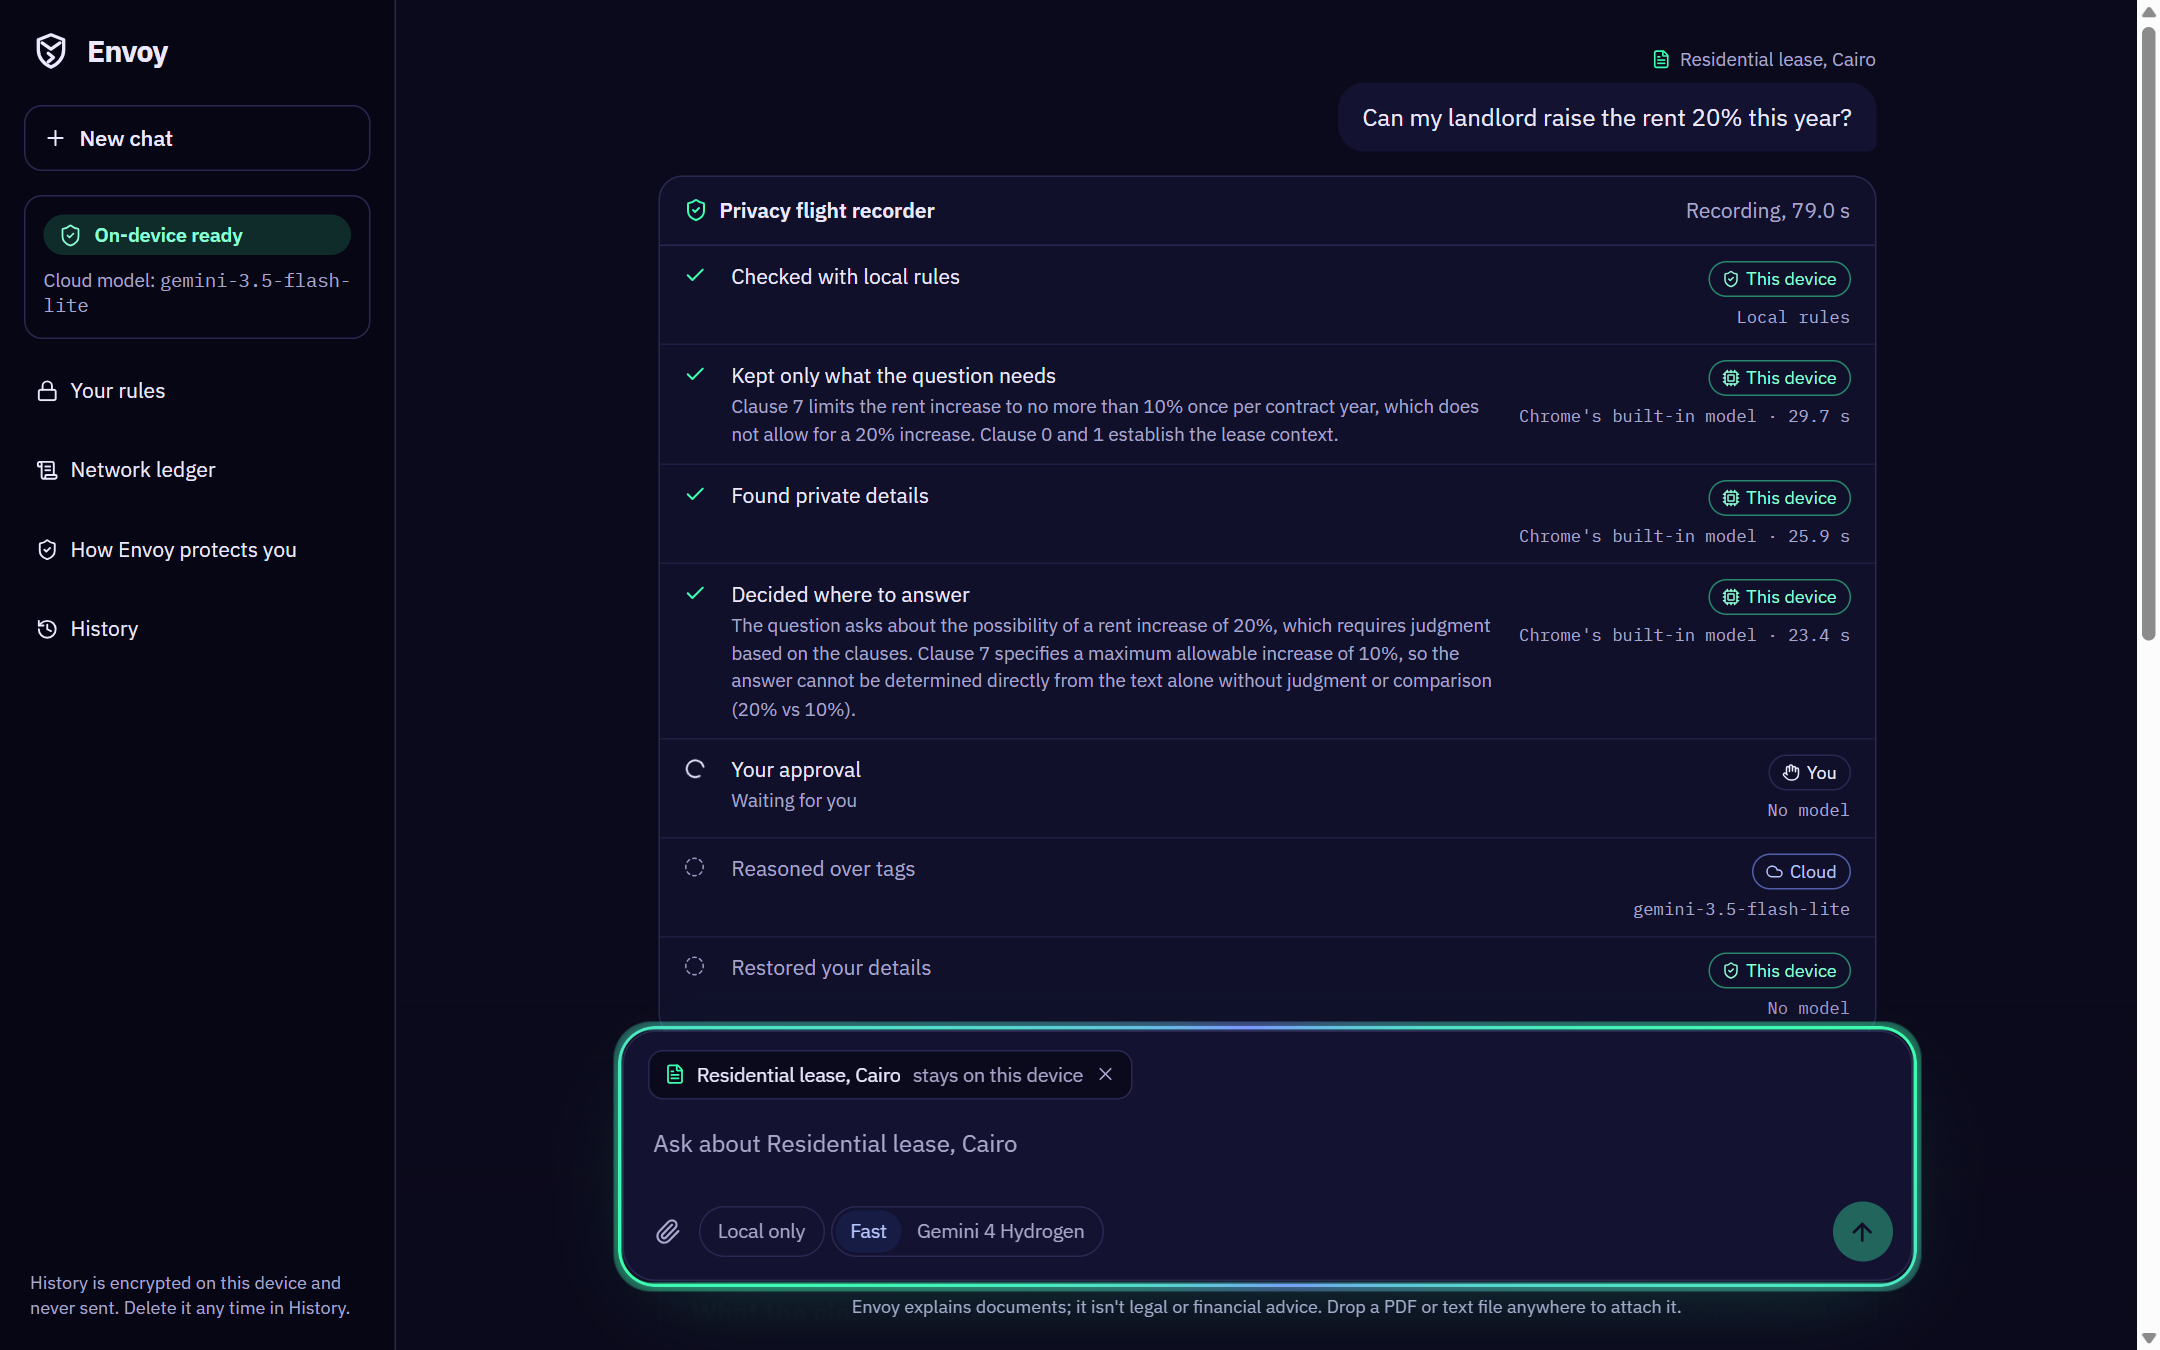 Envoy
New chat
On-device ready
Cloud model: gemini-3.5-flash-
lite
Your rules
Network ledger
How Envoy protects you
History
History is encrypted on this device and
never sent. Delete it any time in History.
Residential lease, Cairo
Can my landlord raise the rent 20% this year?
Privacy flight recorder
Recording, 79.0 s
Checked with local rules
This device
Local rules
Kept only what the question needs
This device
Clause 7 limits the rent increase to no more than 10% once per contract year, which does
not allow for a 20% increase. Clause 0 and 1 establish the lease context.
Chrome's built-in model · 29.7 s
Found private details
This device
Chrome's built-in model · 25.9 s
Decided where to answer
This device
The question asks about the possibility of a rent increase of 20%, which requires judgment
based on the clauses. Clause 7 specifies a maximum allowable increase of 10%, so the
answer cannot be determined directly from the text alone without judgment or comparison
(20% vs 10%).
Chrome's built-in model · 23.4 s
Your approval
You
Waiting for you
No model
Reasoned over tags
Cloud
gemini-3.5-flash-lite
Restored your details
This device
No model
Residential lease, Cairo stays on this device
Ask about Residential lease, Cairo
Local only
Fast
Gemini 4 Hydrogen
Envoy explains documents; it isn't legal or financial advice. Drop a PDF or text file anywhere to attach it.